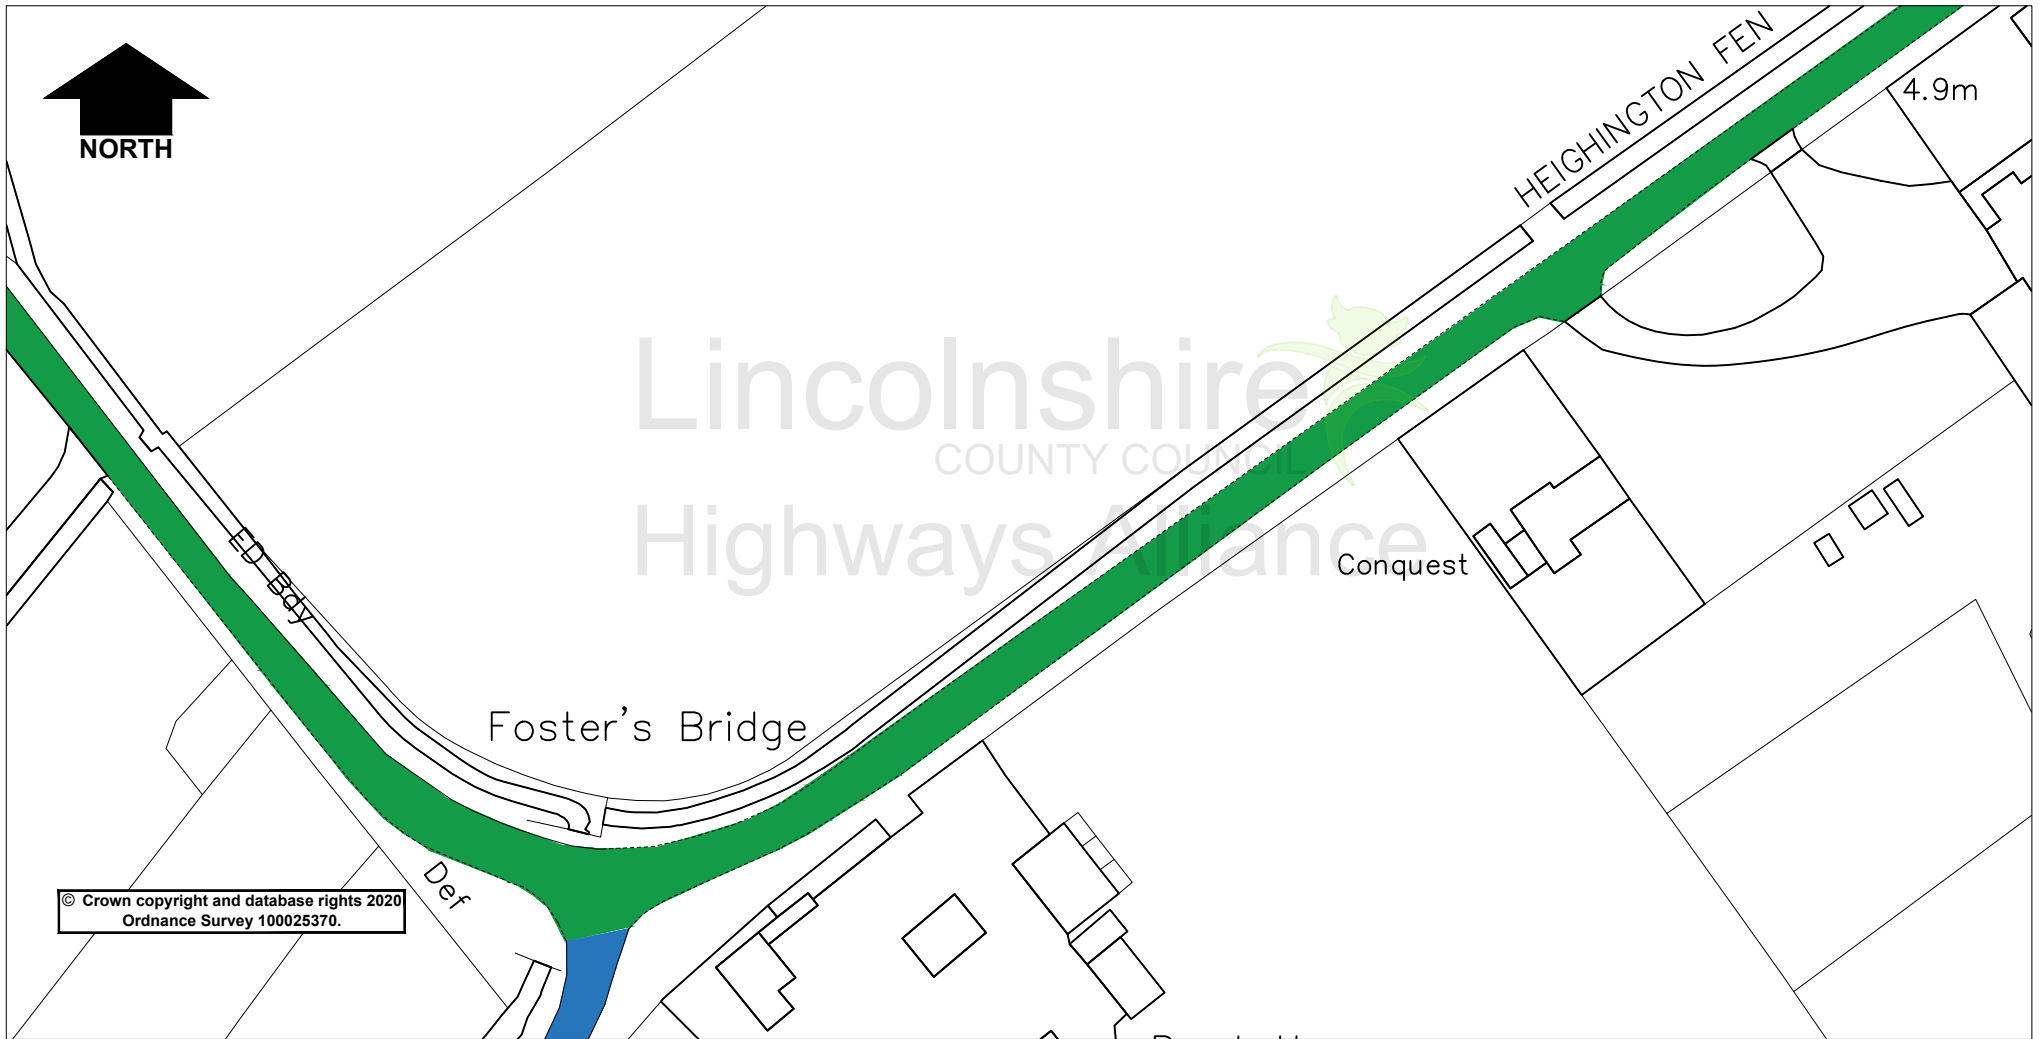 NORTH
HEIGHINGTON FEN
4.9m
Lincolnshire
COUNTY COUNCIL
Highways Alliance
ED Bdy
Conquest
Foster's Bridge
Def
© Crown copyright and database rights 2020
Ordnance Survey 100025370.